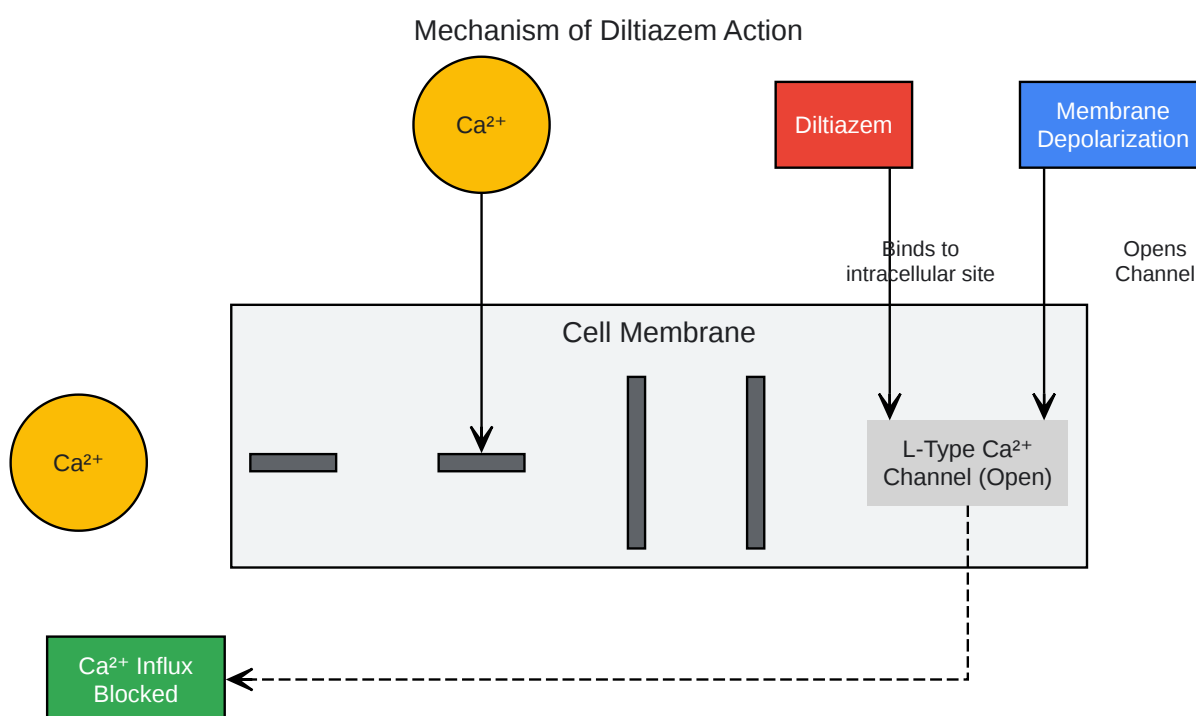 Mechanism of Diltiazem Action
Ca²⁺
Diltiazem
Membrane
Depolarization
Binds to
intracellular site
Opens
Channel
Cell Membrane
Ca²⁺
L-Type Ca²⁺
Channel (Open)
Ca²⁺ Influx
Blocked